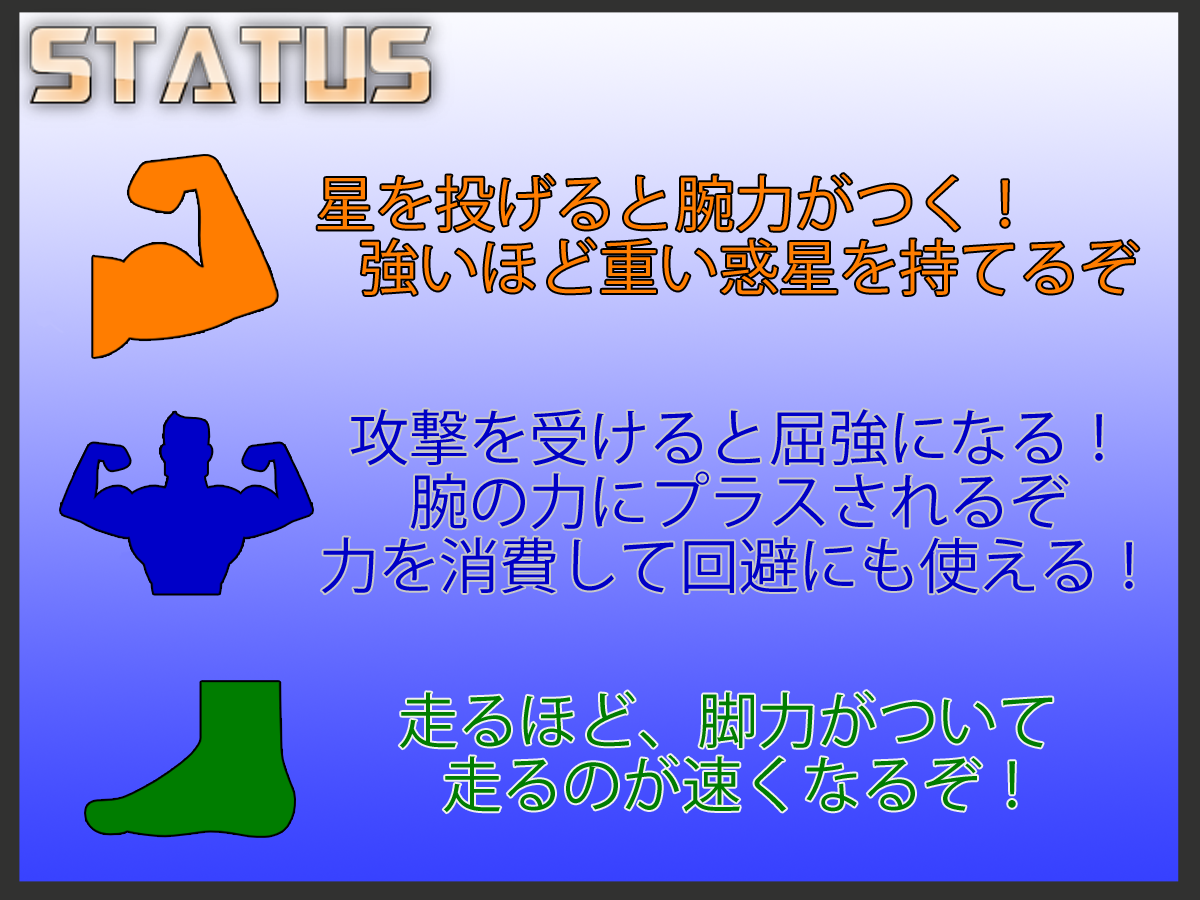 STATUS
星を投げると腕力がつく！
強いほど重い惑星を持てるぞ
攻撃を受けると屈強になる！
腕の力にプラスされるぞ
力を消費して回避にも使える！
走るほど、脚力がついて
走るのが速くなるぞ！